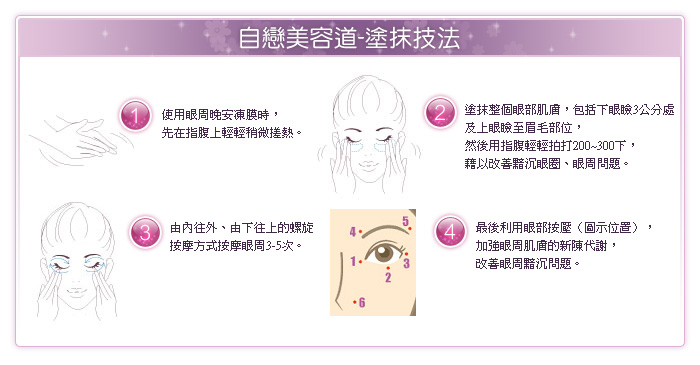 自戀美容道-塗抹技法
1
使用眼周晚安凍膜時，
先在指腹上輕輕稍微搓熱。
2
塗抹整個眼部肌膚，包括下眼瞼3公分處
及上眼瞼至眉毛部位，
然後用指腹輕輕拍打200~300下，
藉以改善黯沉眼圈、眼周問題。
3
由內往外、由下往上的螺旋
按摩方式按摩眼周3-5次。
4
最後利用眼部按壓（圖示位置），
加強眼周肌膚的新陳代謝，
改善眼周黯沉問題。
5
4
1
3
2
6